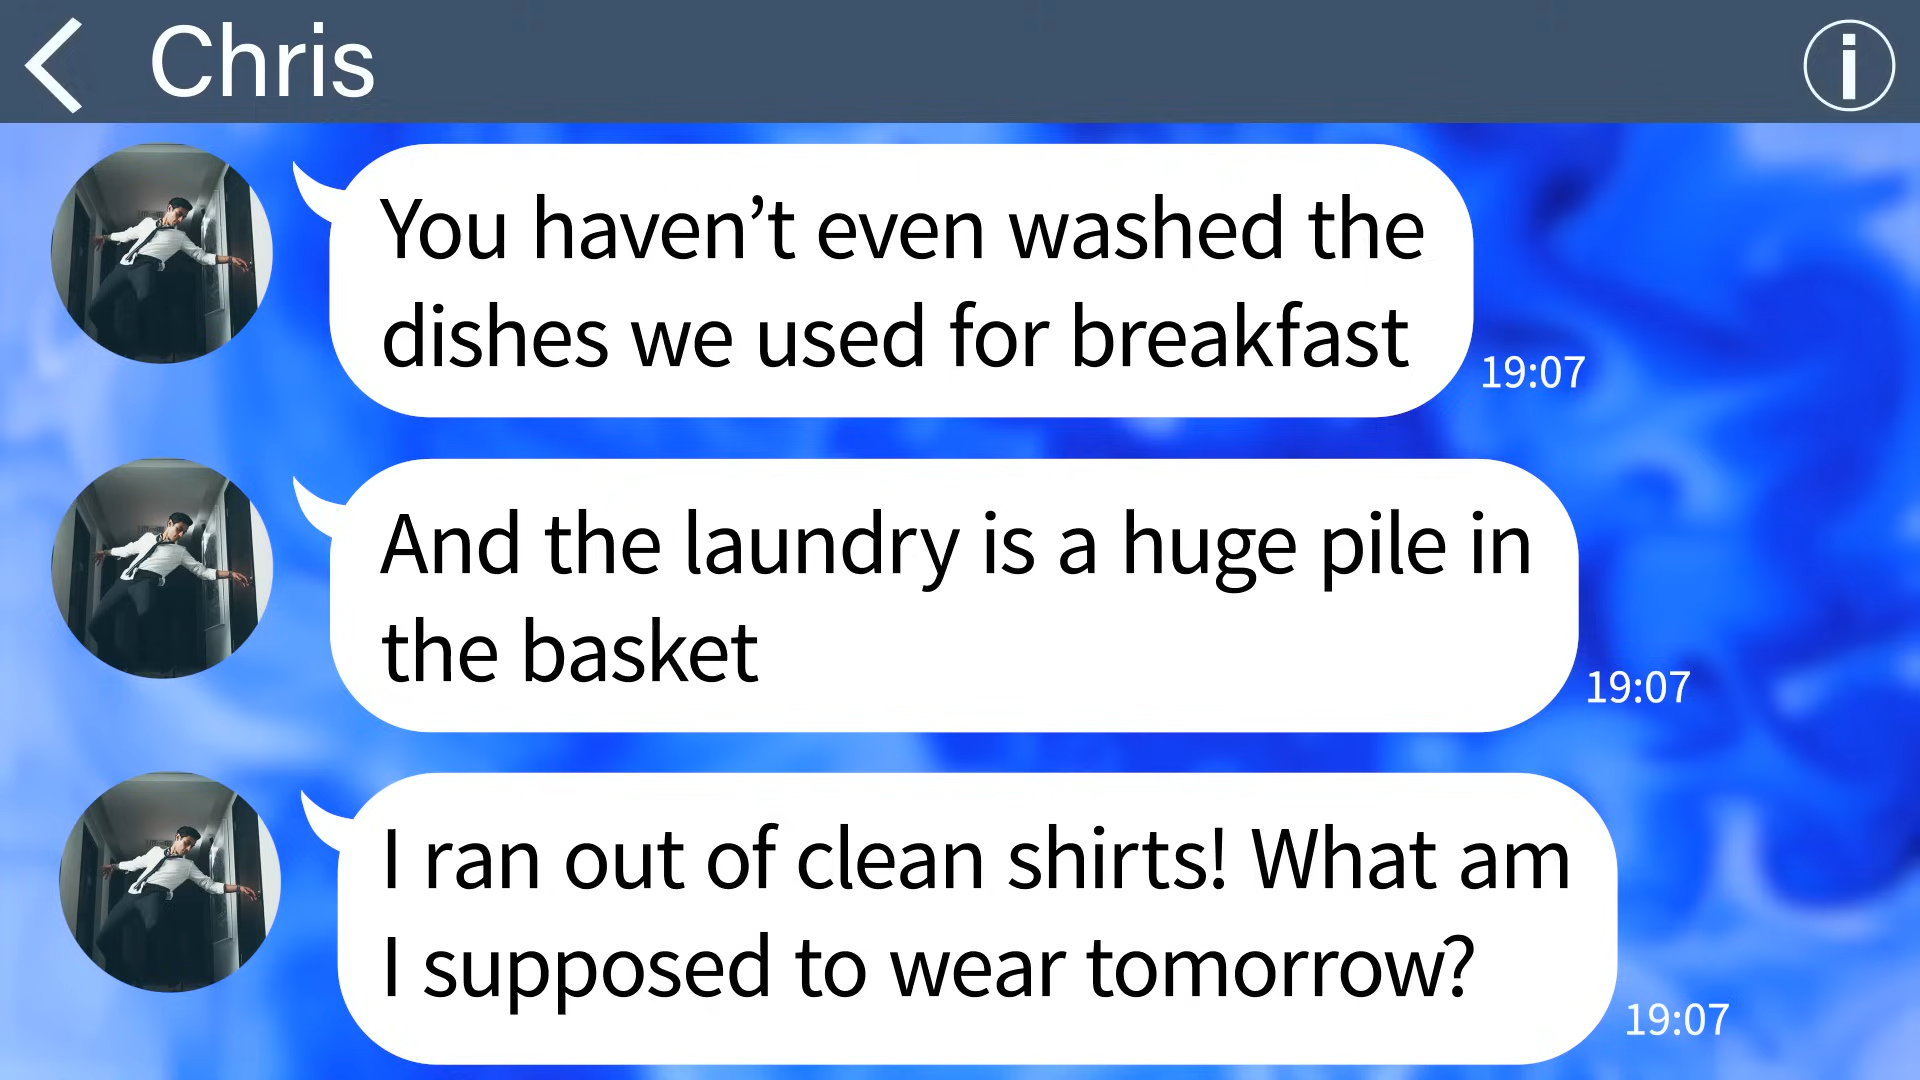 Chris
You haven’t even washed the
dishes we used for breakfast
19:07
And the laundry is a huge pile in
the basket
19:07
I ran out of clean shirts! What am
I supposed to wear tomorrow?
19:07